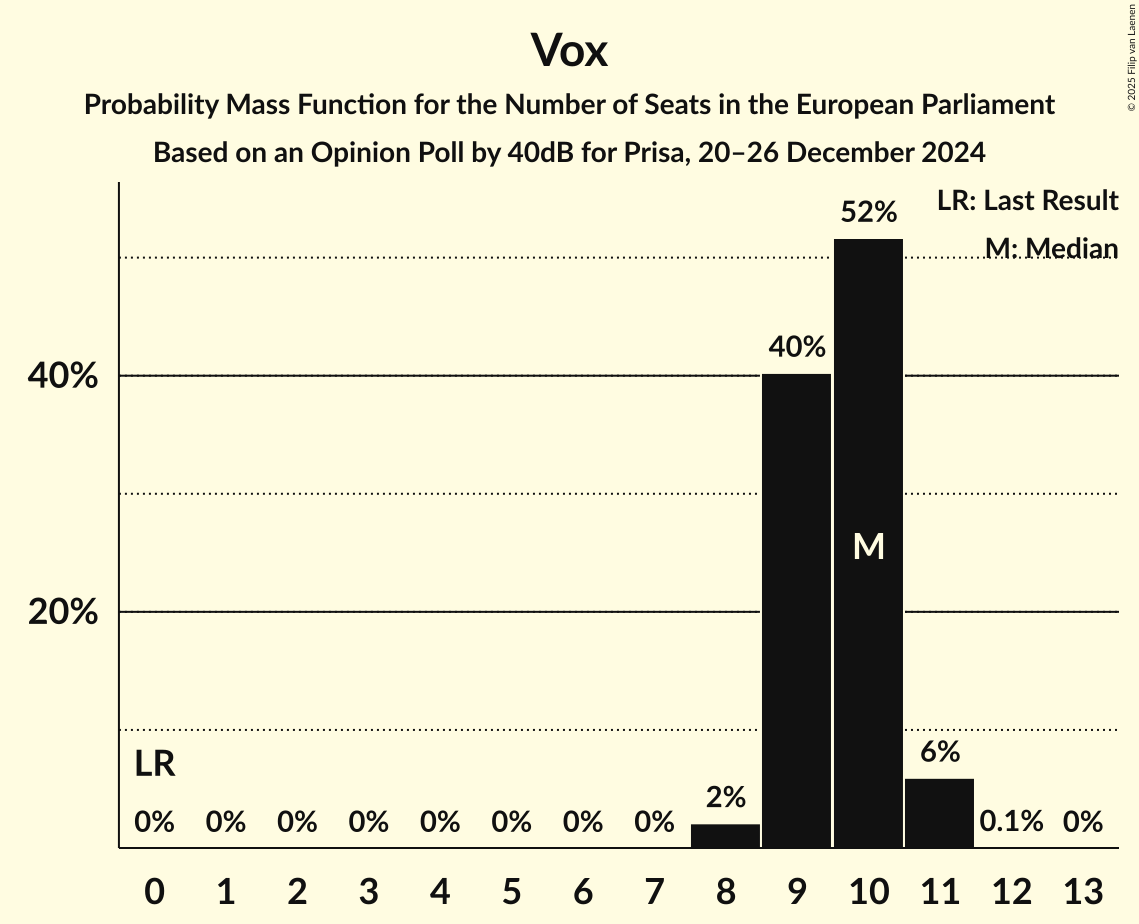 Vox
Probability Mass Function for the Number of Seats in the European Parliament
Based on an Opinion Poll by 40dB for Prisa, 20–26 December 2024
© 2025 Filip van Laenen
LR: Last Result
M: Median
52%
40%
40%
M
20%
LR
6%
2%
0% 0% 0% 0% 0% 0% 0% 0% 0.1% 0%
0 1 2 3 4 5 6 7 8 9 10 11 12 13